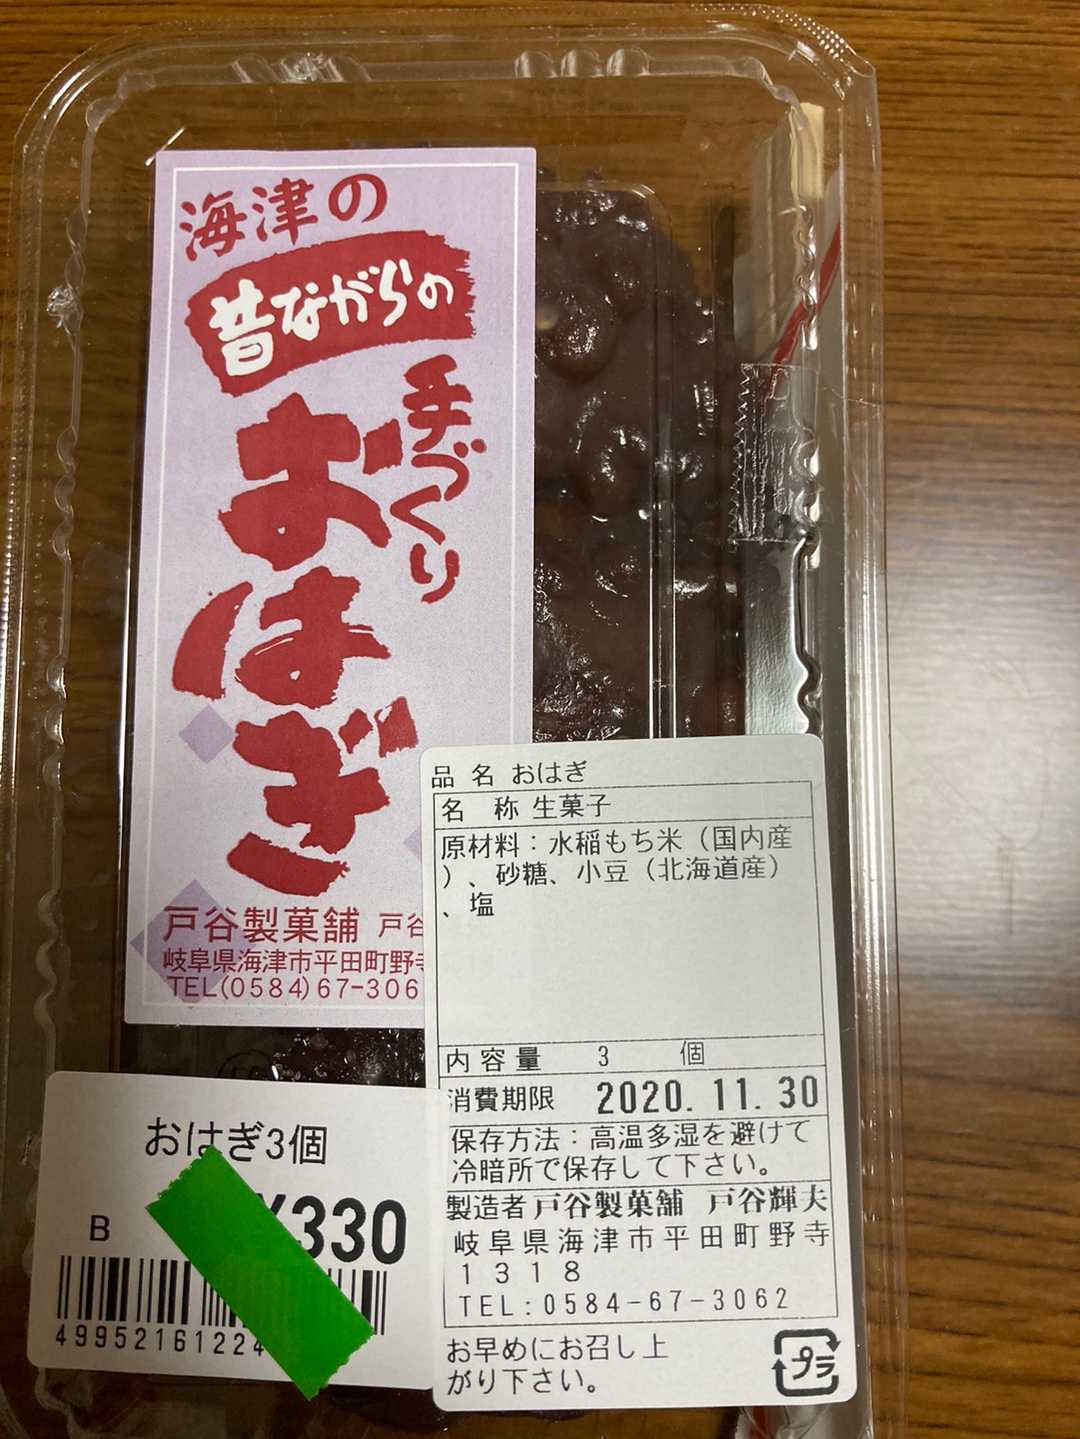 海津の
昔ながらの
手づくり
おはぎ
戸谷製菓舗 戸谷
岐阜県海津市平田町野寺
TEL(0584)67-306
品名 おはぎ
名 称 生菓子
原材料：水稲もち米（国内産
）、砂糖、小豆（北海道産）
、塩
内容量 3 個
消費期限 2020.11.30
保存方法：高温多湿を避けて
冷暗所で保存して下さい。
製造者 戸谷製菓舗 戸谷輝夫
岐阜県海津市平田町野寺
1318
TEL:0584-67-3062
お早めにお召し上
がり下さい。
プラ
おはぎ3個
¥330
B
49952161224